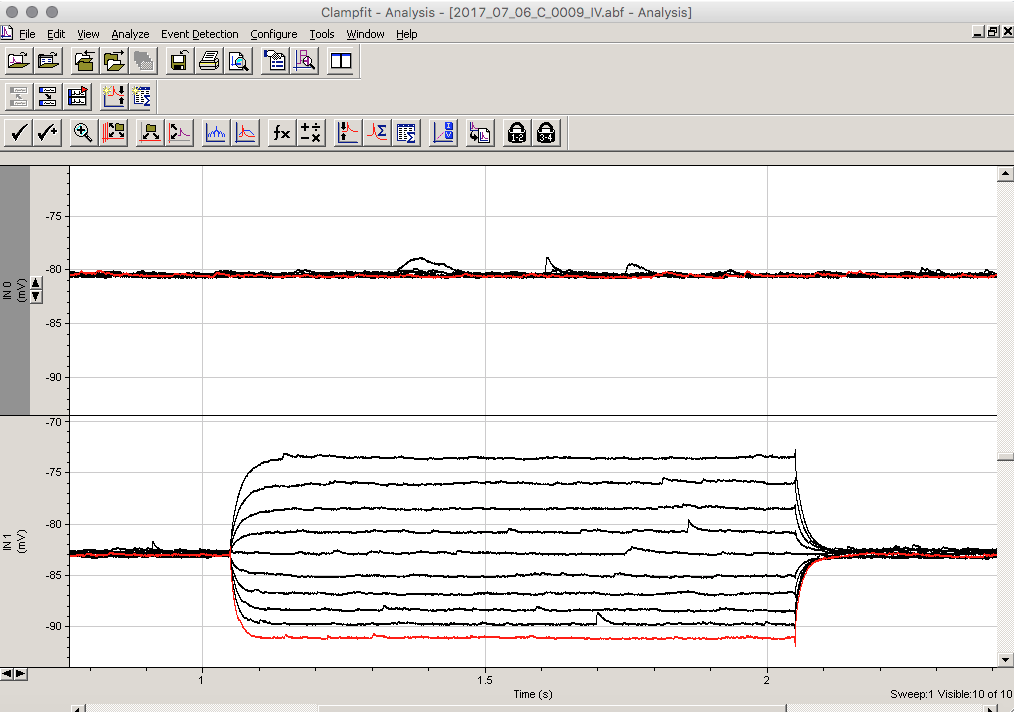 Clampfit - Analysis - [2017_07_06_C_0009_IV.abf - Analysis]
File Edit View Analyze Event Detection Configure Tools Window Help
fx
1-2
3-4
-75
-80
-85
-90
IN 0
(mV)
-70
-75
-80
-85
-90
IN 1
(mV)
1 1.5 2
Time (s)
Sweep:1 Visible:10 of 10